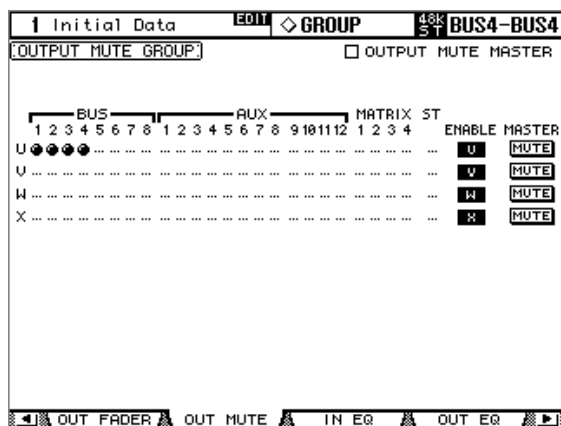 1 Initial Data EDIT ◇GROUP 48k ST BUS4-BUS4
OUTPUT MUTE GROUP OUTPUT MUTE MASTER
BUS AUX MATRIX ST
1 2 3 4 5 6 7 8 1 2 3 4 5 6 7 8 9 10 11 12 1 2 3 4 ENABLE MASTER
U U MUTE
V V MUTE
W W MUTE
X X MUTE
OUT FADER OUT MUTE IN EQ OUT EQ